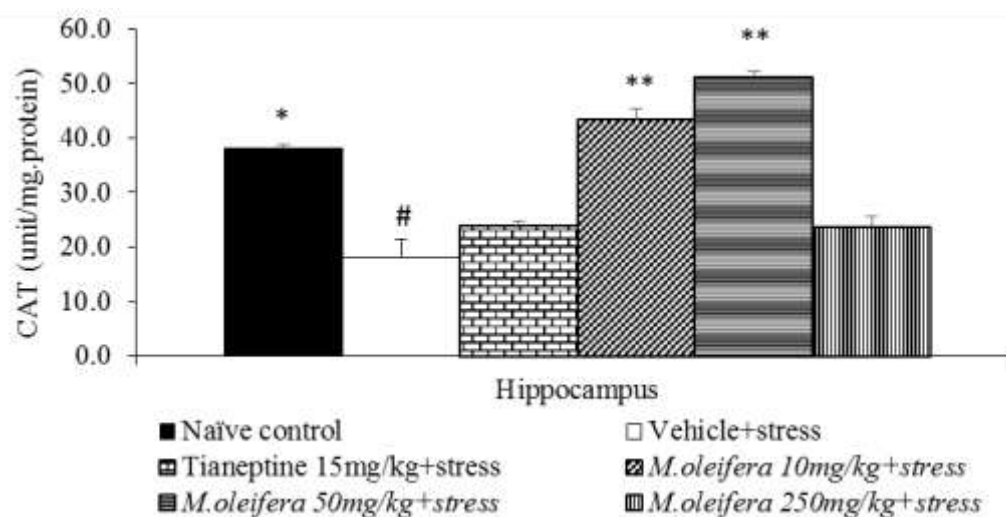 60.0
**
50.0
**
*
40.0
30.0
#
20.0
10.0
0.0
CAT (unit/mg.protein)
Hippocampus
Naïve control
Vehicle+stress
Tianeptine 15mg/kg+stress
M.oleifera 10mg/kg+stress
M.oleifera 50mg/kg+stress
M.oleifera 250mg/kg+stress